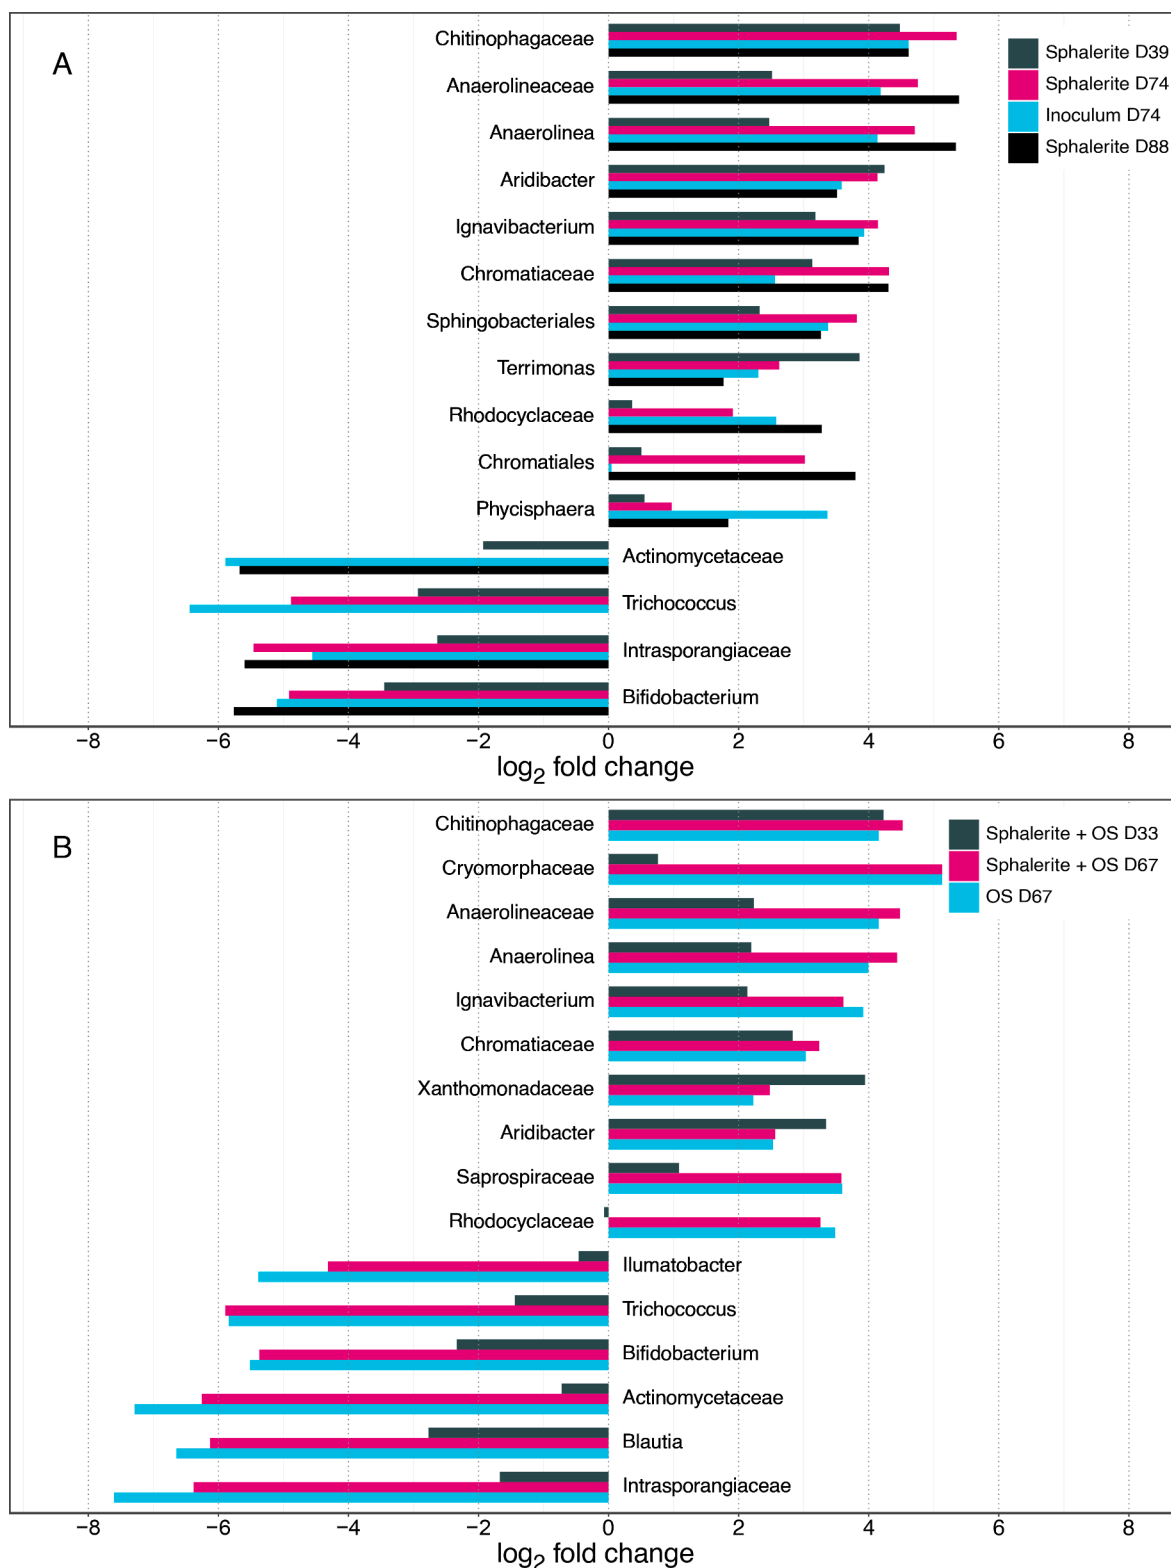 A
Chitinophagaceae
Anaerolineaceae
Anaerolinea
Aridibacter
Ignavibacterium
Chromatiaceae
Sphingobacteriales
Terrimonas
Rhodocyclaceae
Chromatiales
Phycisphaera
Actinomycetaceae
Trichococcus
Intrasporangiaceae
Bifidobacterium
Sphalerite D39
Sphalerite D74
Inoculum D74
Sphalerite D88
−8 −6 −4 −2 0 2 4 6 8
log₂ fold change
B
Chitinophagaceae
Cryomorphaceae
Anaerolineaceae
Anaerolinea
Ignavibacterium
Chromatiaceae
Xanthomonadaceae
Aridibacter
Saprospiraceae
Rhodocyclaceae
Ilumatobacter
Trichococcus
Bifidobacterium
Actinomycetaceae
Blautia
Intrasporangiaceae
Sphalerite + OS D33
Sphalerite + OS D67
OS D67
−8 −6 −4 −2 0 2 4 6 8
log₂ fold change